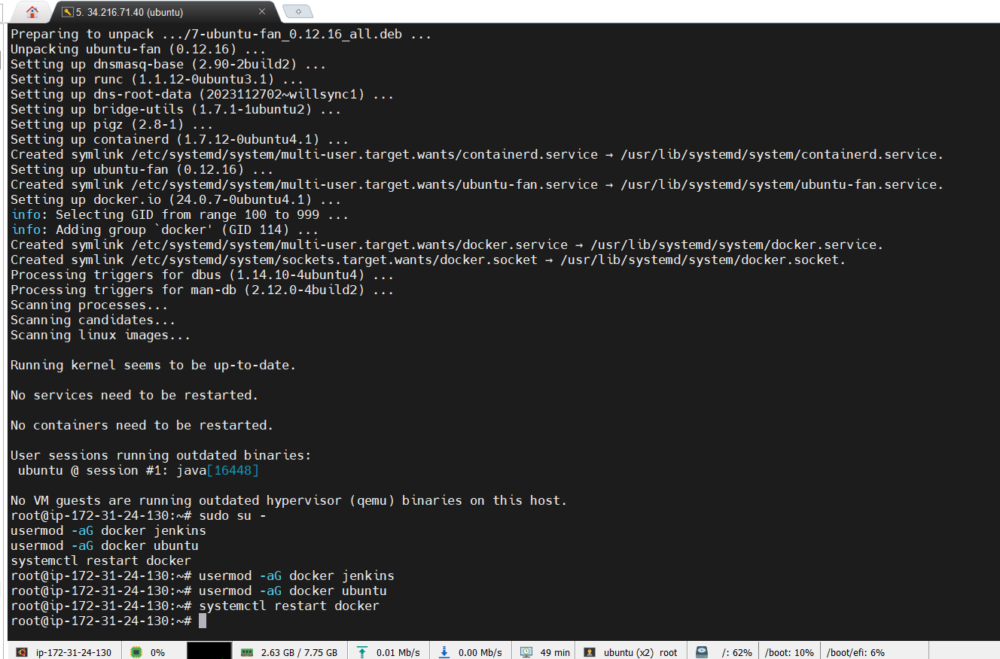 5. 34.216.71.40 (ubuntu)
Preparing to unpack .../7-ubuntu-fan_0.12.16_all.deb ...
Unpacking ubuntu-fan (0.12.16) ...
Setting up dnsmasq-base (2.90-2build2) ...
Setting up runc (1.1.12-0ubuntu3.1) ...
Setting up dns-root-data (2023112702~willsync1) ...
Setting up bridge-utils (1.7.1-1ubuntu2) ...
Setting up pigz (2.8-1) ...
Setting up containerd (1.7.12-0ubuntu4.1) ...
Created symlink /etc/systemd/system/multi-user.target.wants/containerd.service → /usr/lib/systemd/system/containerd.service.
Setting up ubuntu-fan (0.12.16) ...
Created symlink /etc/systemd/system/multi-user.target.wants/ubuntu-fan.service → /usr/lib/systemd/system/ubuntu-fan.service.
Setting up docker.io (24.0.7-0ubuntu4.1) ...
info: Selecting GID from range 100 to 999 ...
info: Adding group `docker' (GID 114) ...
Created symlink /etc/systemd/system/multi-user.target.wants/docker.service → /usr/lib/systemd/system/docker.service.
Created symlink /etc/systemd/system/sockets.target.wants/docker.socket → /usr/lib/systemd/system/docker.socket.
Processing triggers for dbus (1.14.10-4ubuntu4) ...
Processing triggers for man-db (2.12.0-4build2) ...
Scanning processes...
Scanning candidates...
Scanning linux images...
Running kernel seems to be up-to-date.
No services need to be restarted.
No containers need to be restarted.
User sessions running outdated binaries:
ubuntu @ session #1: java[16448]
No VM guests are running outdated hypervisor (qemu) binaries on this host.
root@ip-172-31-24-130:~# sudo su -
usermod -aG docker jenkins
usermod -aG docker ubuntu
systemctl restart docker
root@ip-172-31-24-130:~# usermod -aG docker jenkins
root@ip-172-31-24-130:~# usermod -aG docker ubuntu
root@ip-172-31-24-130:~# systemctl restart docker
root@ip-172-31-24-130:~#
ip-172-31-24-130 0% 2.63 GB / 7.75 GB 0.01 Mb/s 0.00 Mb/s 49 min ubuntu (x2) root /: 62% /boot: 10% /boot/efi: 6%